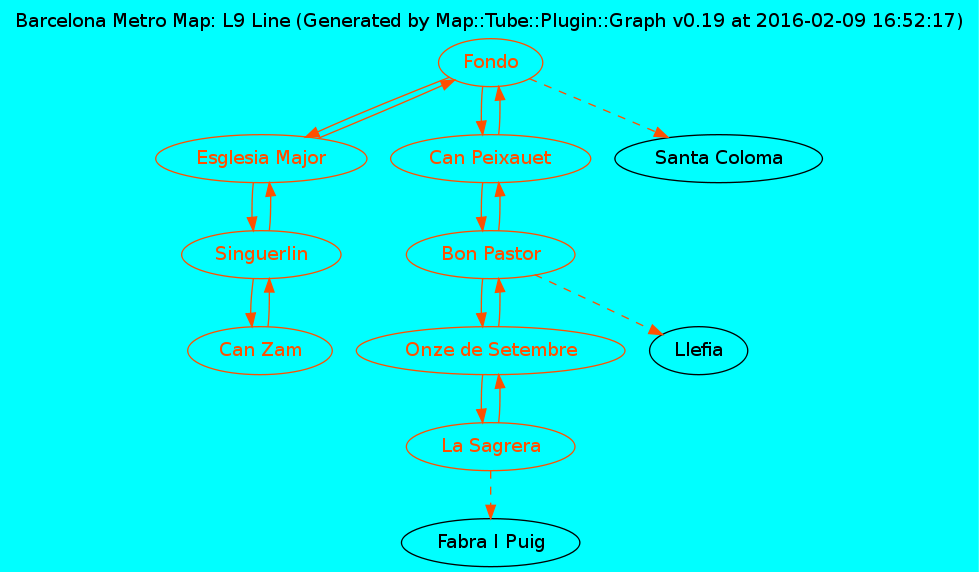 Barcelona Metro Map: L9 Line (Generated by Map::Tube::Plugin::Graph v0.19 at 2016-02-09 16:52:17)
Fondo
Esglesia Major
Can Peixauet
Santa Coloma
Singuerlin
Bon Pastor
Can Zam
Onze de Setembre
Llefia
La Sagrera
Fabra I Puig